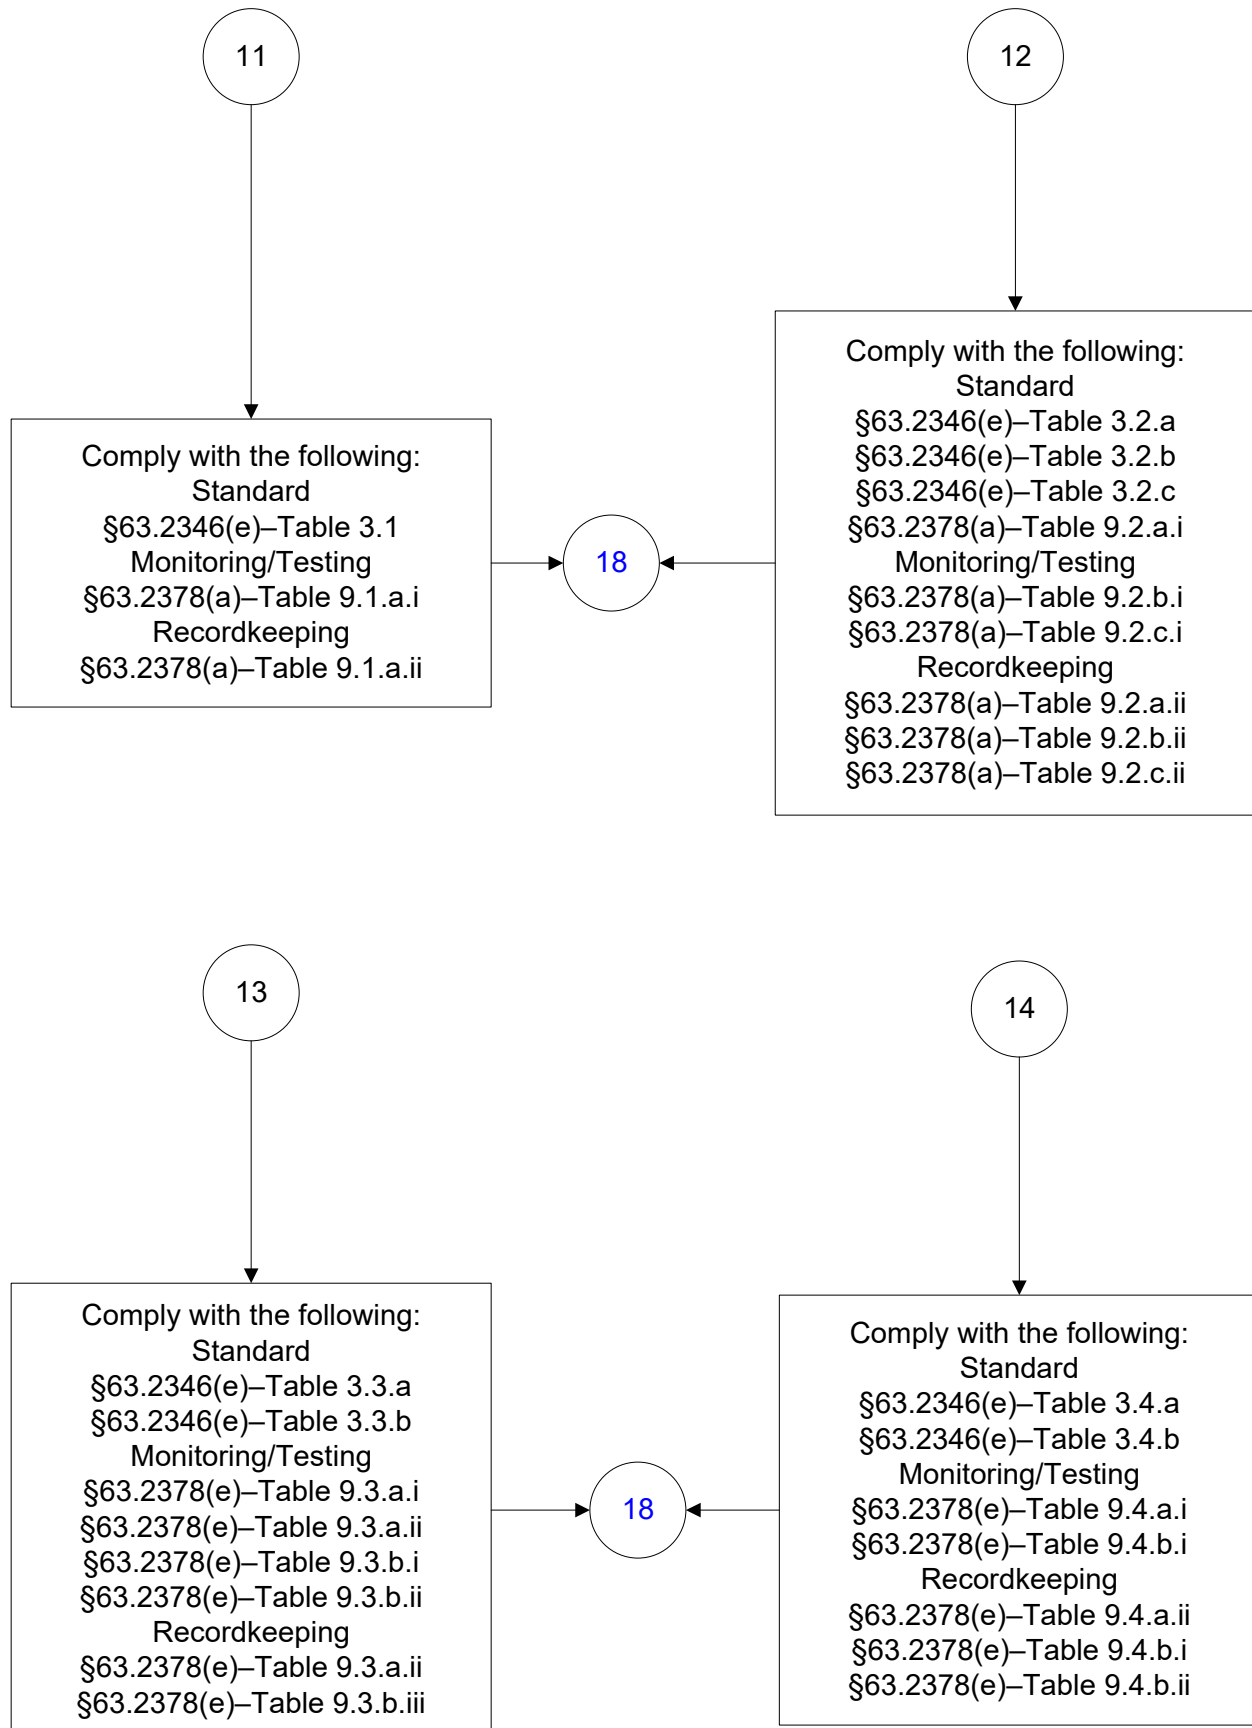 11
12
Comply with the following:
Standard
§63.2346(e)–Table 3.1
Monitoring/Testing
§63.2378(a)–Table 9.1.a.i
Recordkeeping
§63.2378(a)–Table 9.1.a.ii
18
Comply with the following:
Standard
§63.2346(e)–Table 3.2.a
§63.2346(e)–Table 3.2.b
§63.2346(e)–Table 3.2.c
§63.2378(a)–Table 9.2.a.i
Monitoring/Testing
§63.2378(a)–Table 9.2.b.i
§63.2378(a)–Table 9.2.c.i
Recordkeeping
§63.2378(a)–Table 9.2.a.ii
§63.2378(a)–Table 9.2.b.ii
§63.2378(a)–Table 9.2.c.ii
13
14
Comply with the following:
Standard
§63.2346(e)–Table 3.3.a
§63.2346(e)–Table 3.3.b
Monitoring/Testing
§63.2378(e)–Table 9.3.a.i
§63.2378(e)–Table 9.3.a.ii
§63.2378(e)–Table 9.3.b.i
§63.2378(e)–Table 9.3.b.ii
Recordkeeping
§63.2378(e)–Table 9.3.a.ii
§63.2378(e)–Table 9.3.b.iii
18
Comply with the following:
Standard
§63.2346(e)–Table 3.4.a
§63.2346(e)–Table 3.4.b
Monitoring/Testing
§63.2378(e)–Table 9.4.a.i
§63.2378(e)–Table 9.4.b.i
Recordkeeping
§63.2378(e)–Table 9.4.a.ii
§63.2378(e)–Table 9.4.b.i
§63.2378(e)–Table 9.4.b.ii